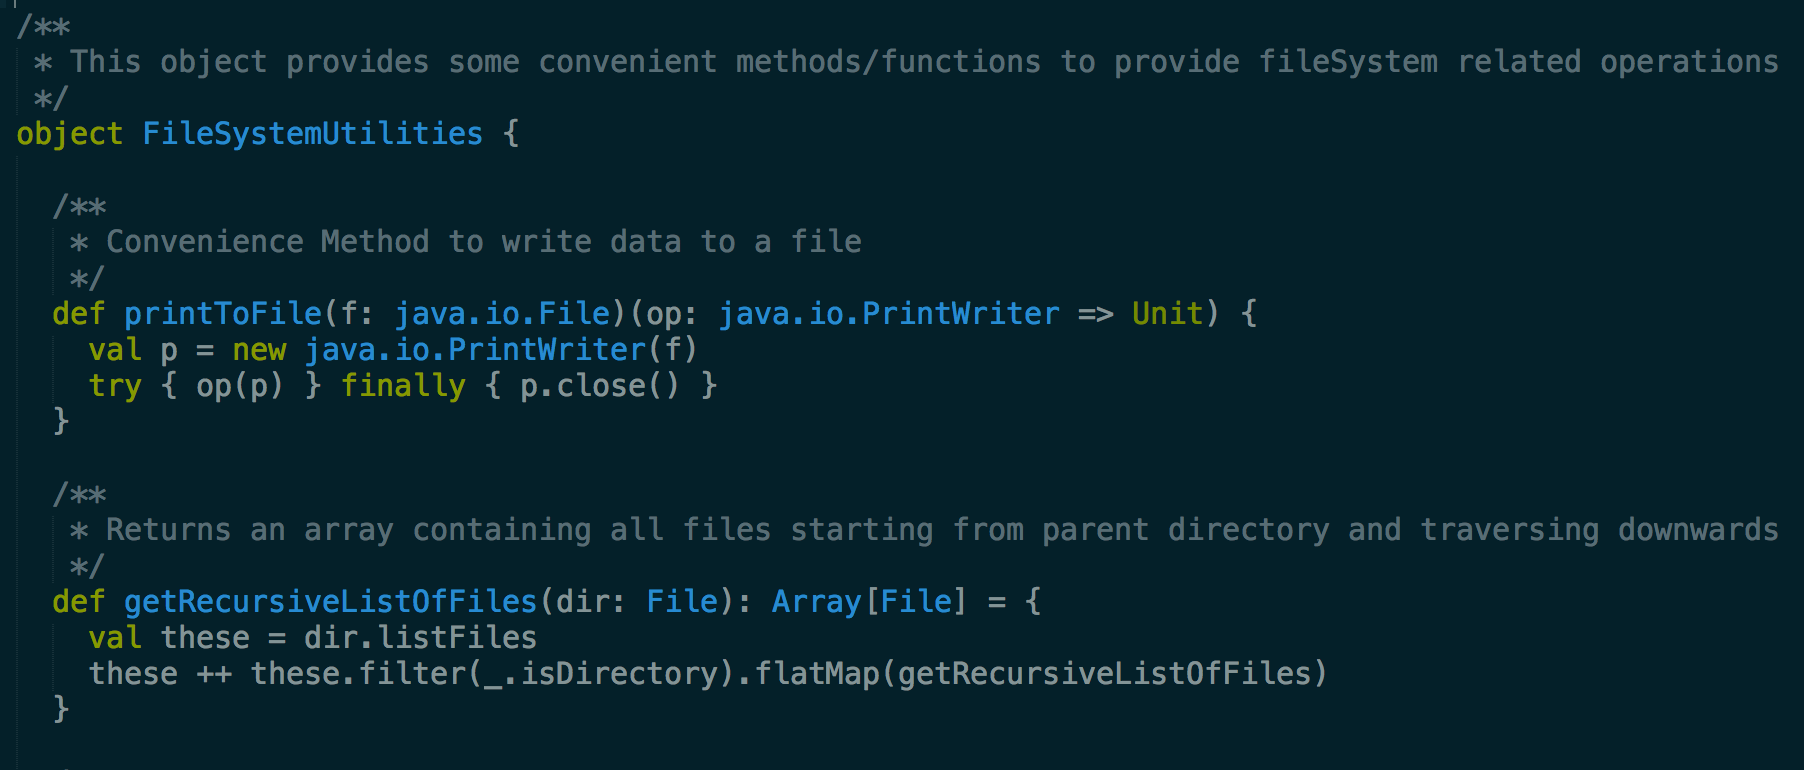 /**
 * This object provides some convenient methods/functions to provide fileSystem related operations
 */
object FileSystemUtilities {
  /**
   * Convenience Method to write data to a file
   */
  def printToFile(f: java.io.File)(op: java.io.PrintWriter => Unit) {
    val p = new java.io.PrintWriter(f)
    try { op(p) } finally { p.close() }
  }
  /**
   * Returns an array containing all files starting from parent directory and traversing downwards
   */
  def getRecursiveListOfFiles(dir: File): Array[File] = {
    val these = dir.listFiles
    these ++ these.filter(_.isDirectory).flatMap(getRecursiveListOfFiles)
  }